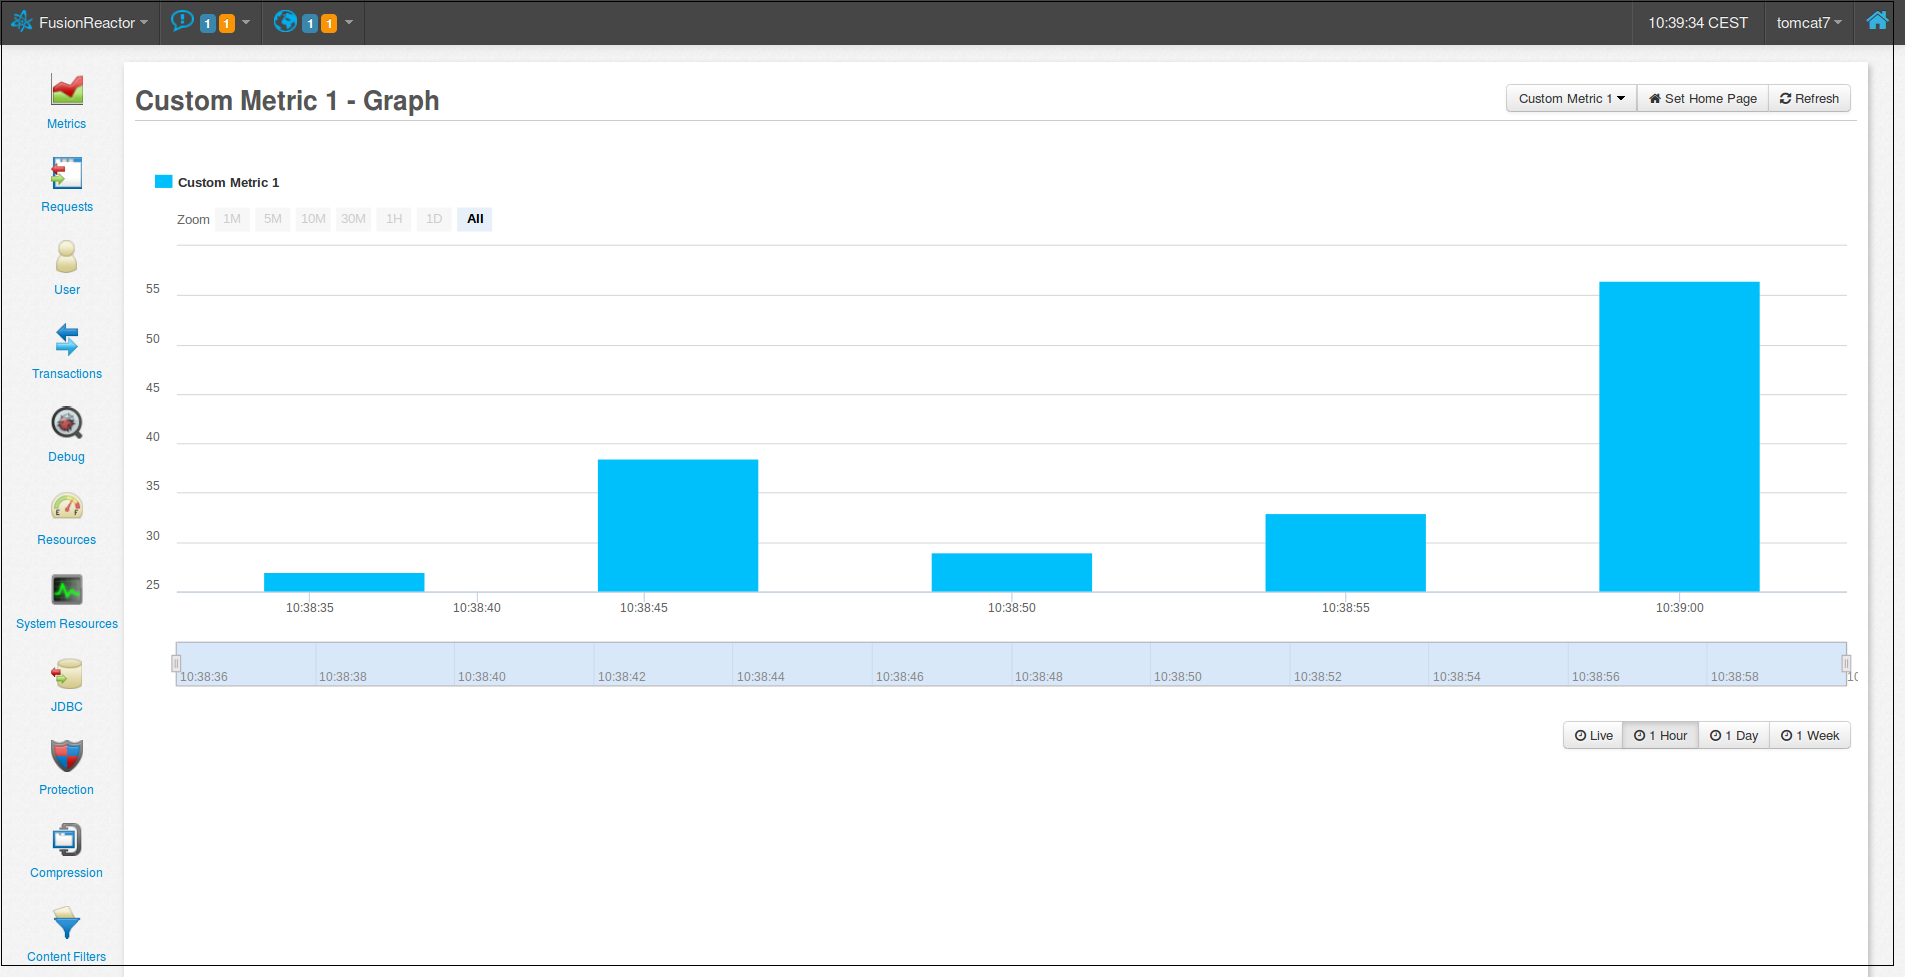 FusionReactor 1 1 1 1 10:39:34 CEST tomcat7
Metrics
Requests
User
Transactions
Debug
Resources
System Resources
JDBC
Protection
Compression
Content Filters
Custom Metric 1 - Graph
Custom Metric 1 Set Home Page Refresh
Custom Metric 1
Zoom 1M 5M 10M 30M 1H 1D All
55
50
45
40
35
30
25
10:38:35 10:38:40 10:38:45 10:38:50 10:38:55 10:39:00
10:38:36 10:38:38 10:38:40 10:38:42 10:38:44 10:38:46 10:38:48 10:38:50 10:38:52 10:38:54 10:38:56 10:38:58
Live 1 Hour 1 Day 1 Week